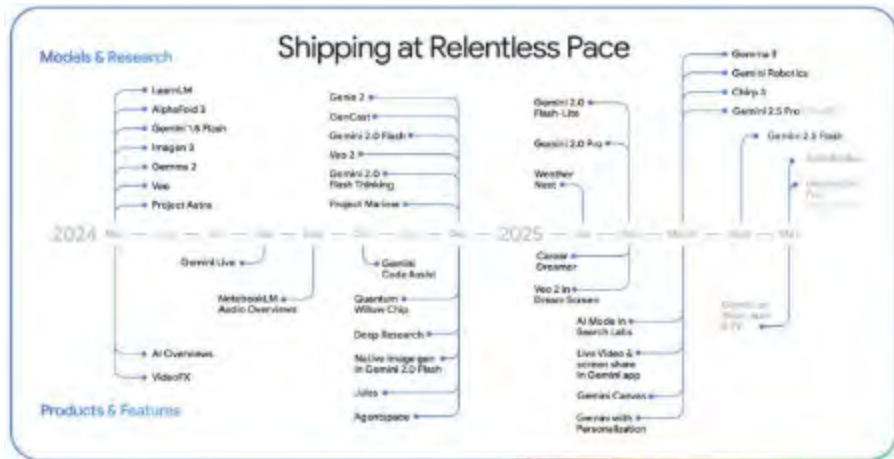 Shipping at Relentless Pace
Models & Research
LearnLM
AlphaFold 3
Gemini 1.5 Flash
Imagen 3
Gemma 2
Veo
Project Astra
Genie 2
GenCast
Gemini 2.0 Flash
Veo 2
Gemini 2.0
Flash Thinking
Project Mariner
Gemini 2.0
Flash-Lite
Gemini 2.0 Pro
Weather
Next
Gemma 3
Gemini Robotics
Chirp 3
Gemini 2.5 Pro
Gemini 2.5 Flash
2024
2025
March
Gemini Live
NotebookLM
Audio Overviews
Gemini
Code Assist
AI Overviews
VideoFX
Quantum
Willow Chip
Deep Research
Native image gen
in Gemini 2.0 Flash
Jules
Agentspace
Career
Dreamer
Veo 2 in
Dream Screen
AI Mode in
Search Labs
Live Video &
screen share
in Gemini app
Gemini Canvas
Gemini with
Personalization
Products & Features